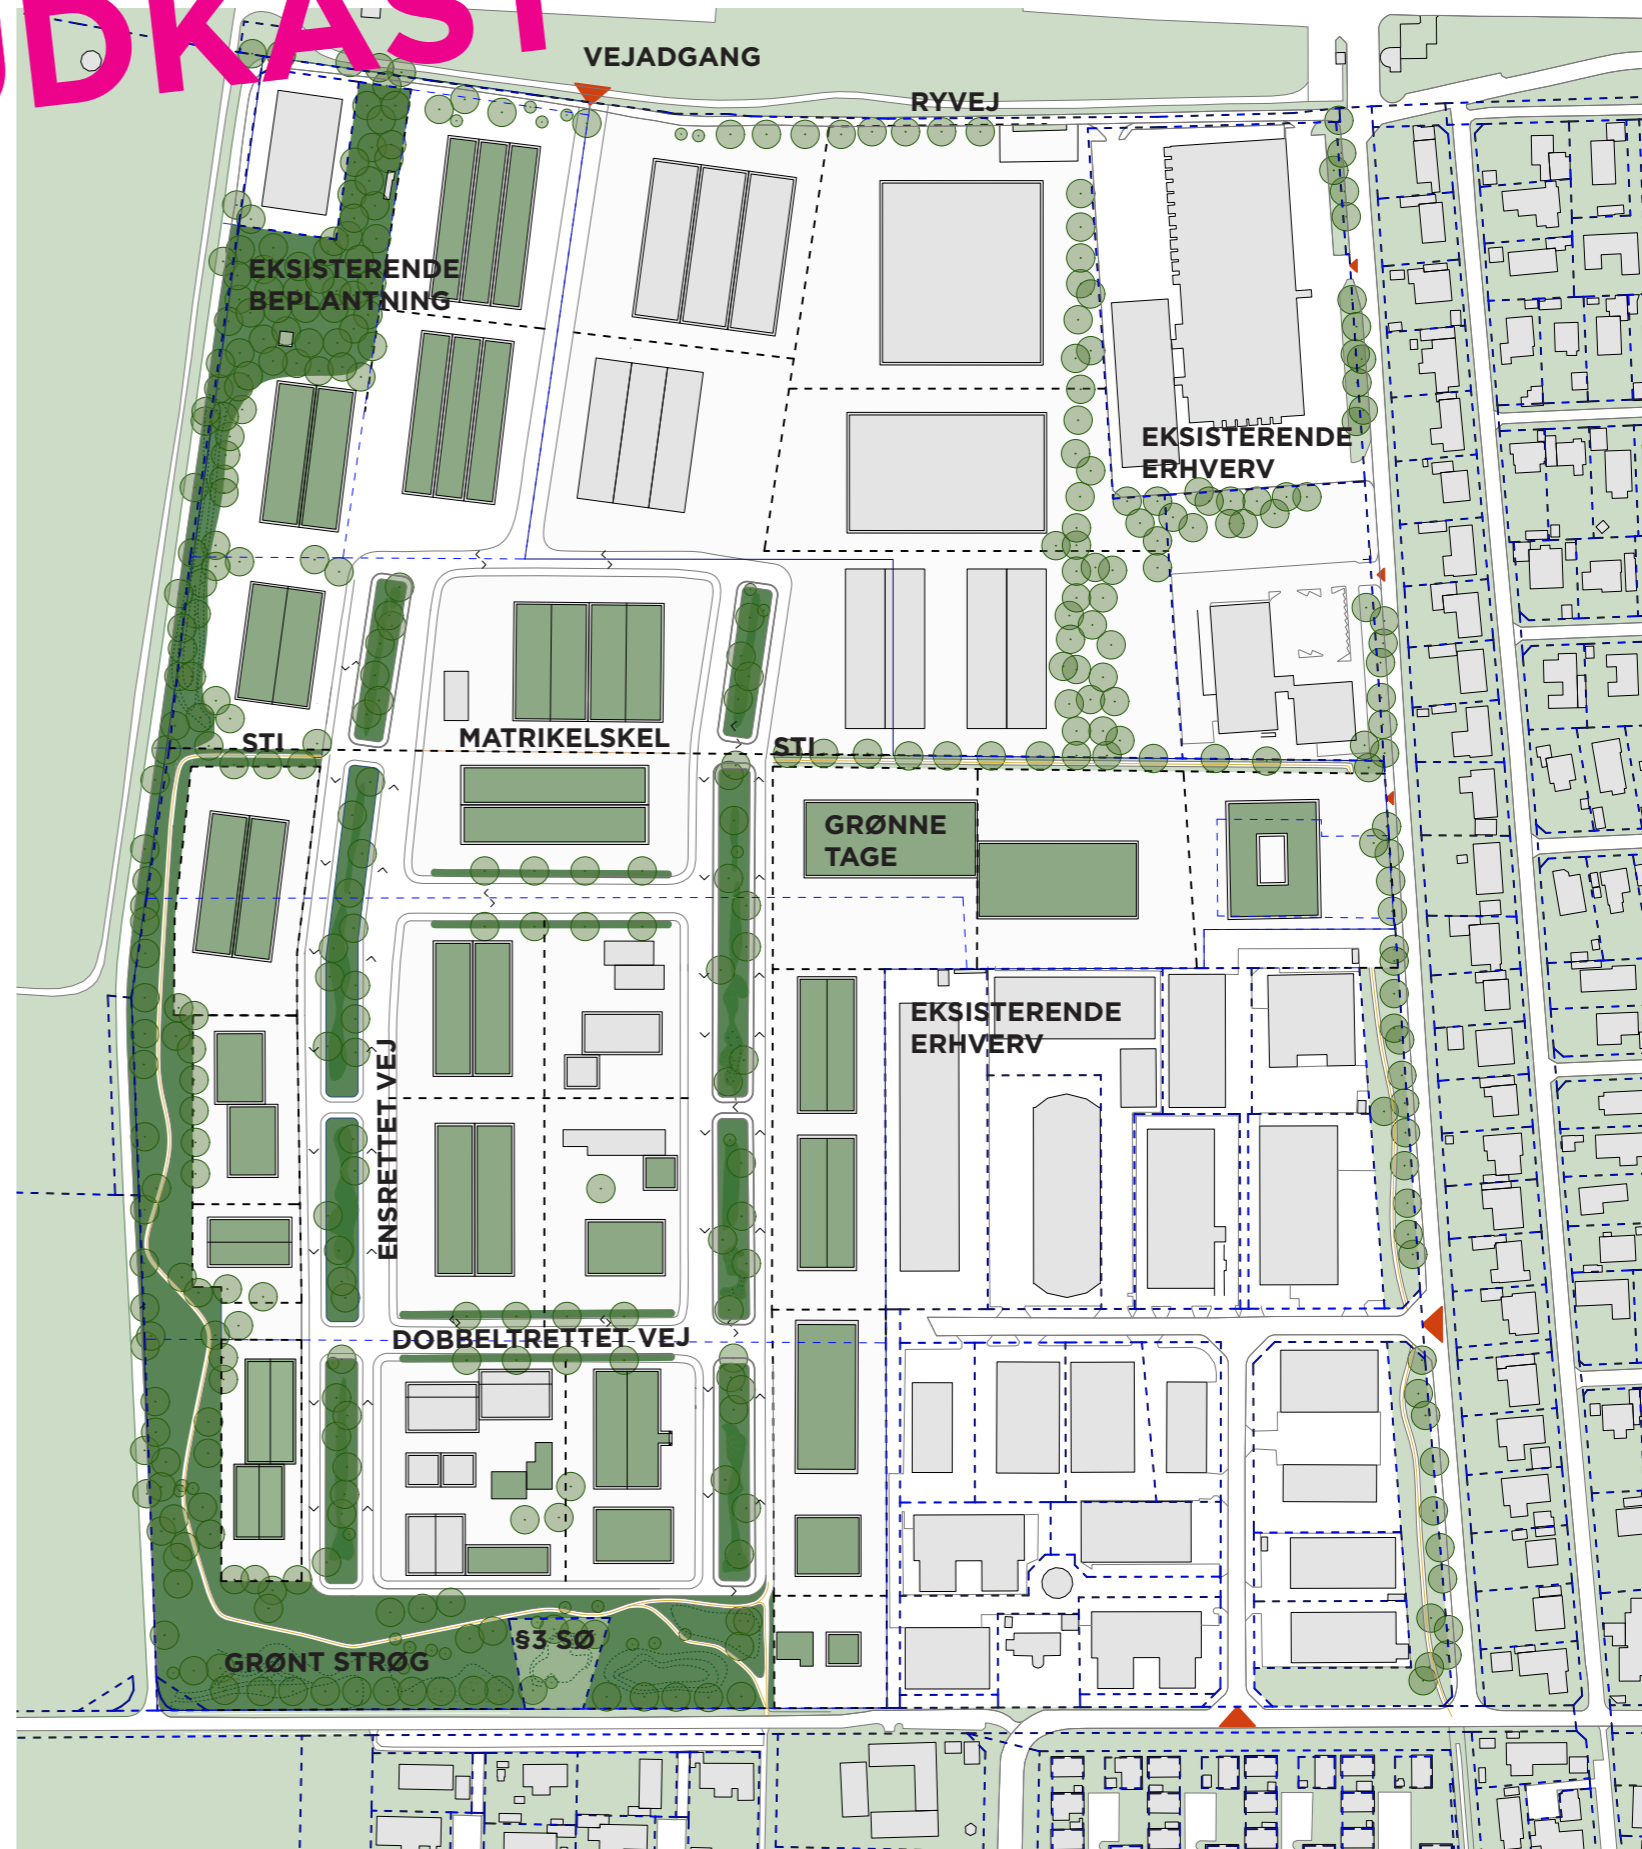 UDKAST
VEJADGANG
RYVEJ
EKSISTERENDE
BEPLANTNING
EKSISTERENDE
ERHVERV
STI
MATRIKELSKEL
STI
GRØNNE
TAGE
EKSISTERENDE
ERHVERV
ENSRETTET VEJ
DOBBELTRETTET VEJ
§3 SØ
GRØNT STRØG